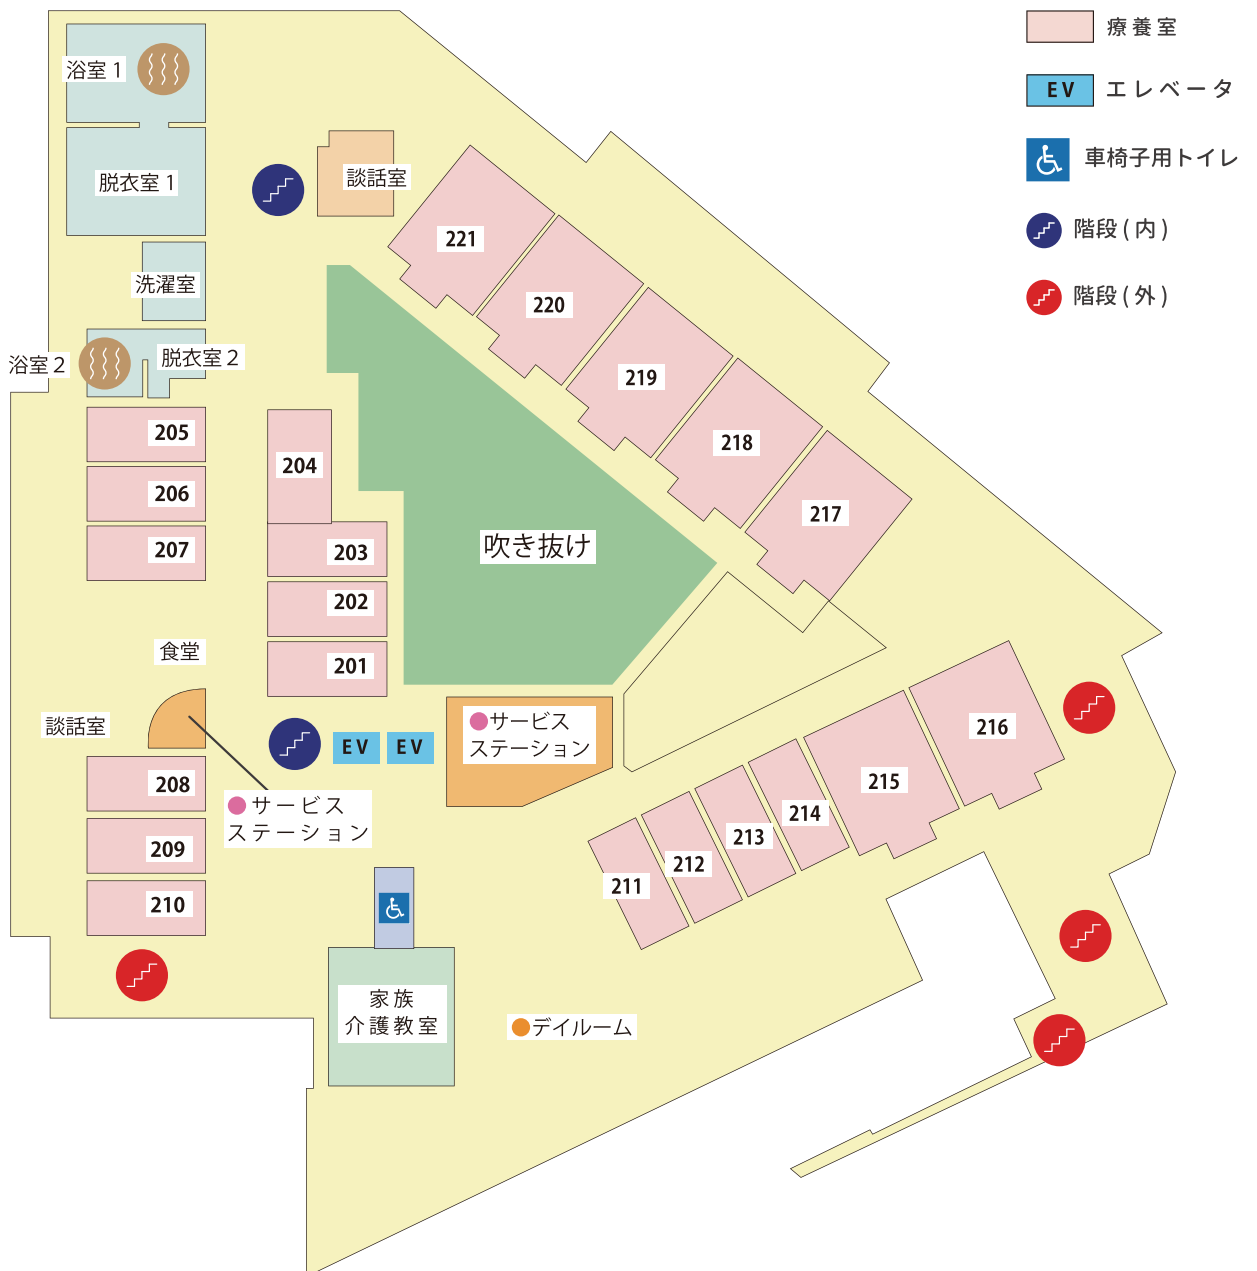 療養室
EV エレベータ
車椅子用トイレ
階段(内)
階段(外)
浴室1
脱衣室1
談話室
洗濯室
浴室2
脱衣室2
221
220
219
218
217
205
206
207
204
203
202
201
吹き抜け
食堂
談話室
サービス
ステーション
EV
EV
サービス
ステーション
208
209
210
216
215
214
213
212
211
家族
介護教室
デイルーム